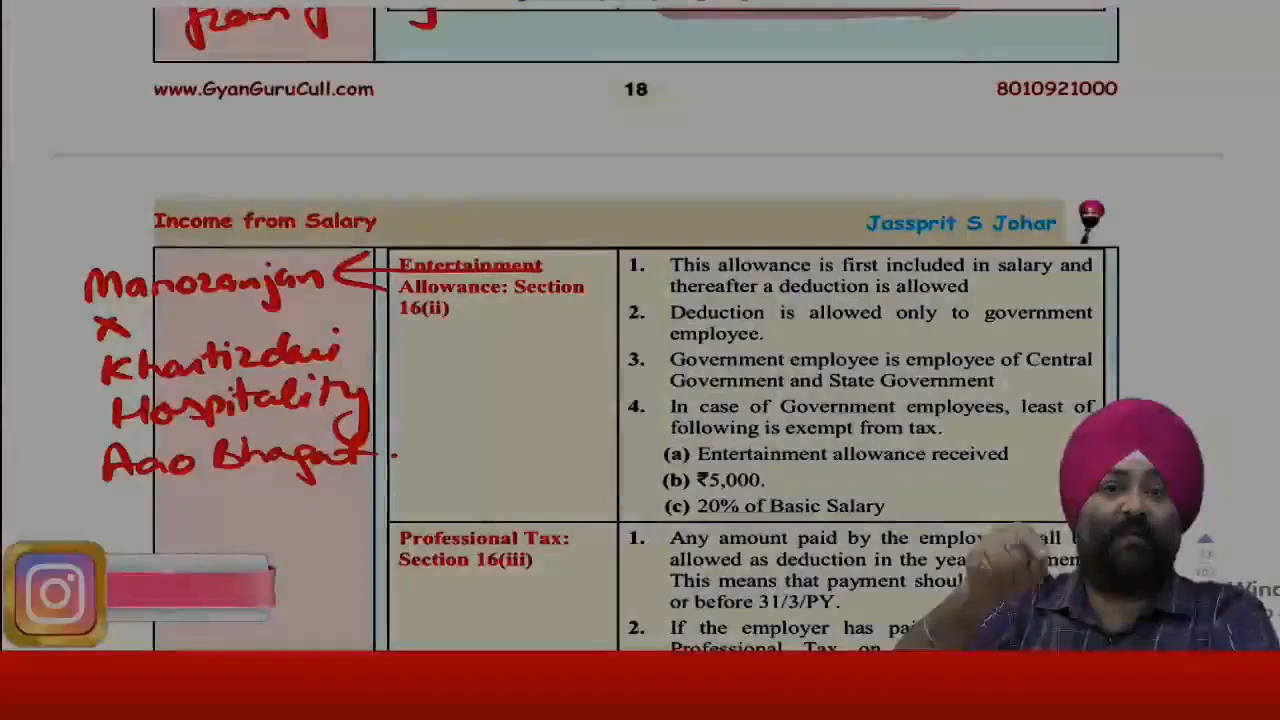 from
www.GyanGuruCull.com
18
8010921000
Income from Salary
Jassprit S Johar
Manoranjan
x
Khartirdari
Hospitality
Aao Bhagat
Entertainment
Allowance: Section
16(ii)
1. This allowance is first included in salary and
thereafter a deduction is allowed
2. Deduction is allowed only to government
employee.
3. Government employee is employee of Central
Government and State Government
4. In case of Government employees, least of
following is exempt from tax.
(a) Entertainment allowance received
(b) ₹5,000.
(c) 20% of Basic Salary
Professional Tax:
Section 16(iii)
1. Any amount paid by the
allowed as deduction in the
This means that payment
or before 31/3/PY.
2. If the employer has
Professional Tax on